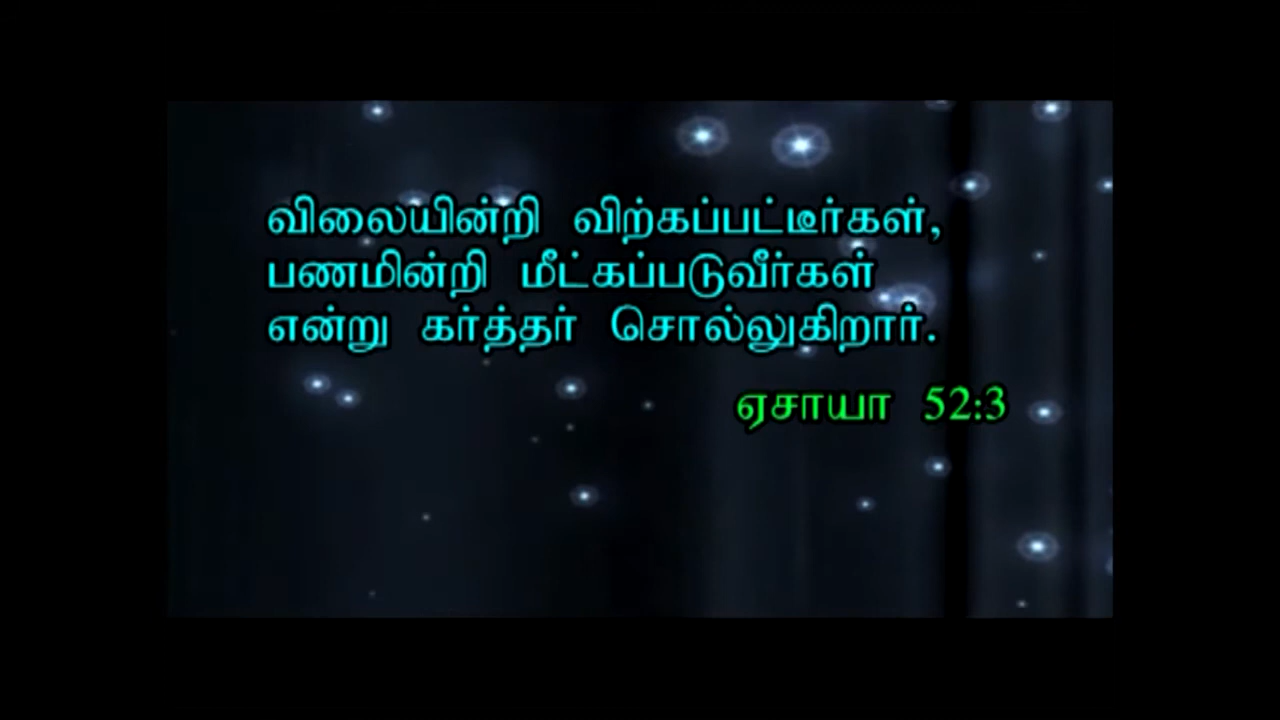 விலையின்றி விற்கப்பட்டீர்கள்,
பணமின்றி மீட்கப்படுவீர்கள்
என்று கர்த்தர் சொல்லுகிறார்.
ஏசாயா 52:3